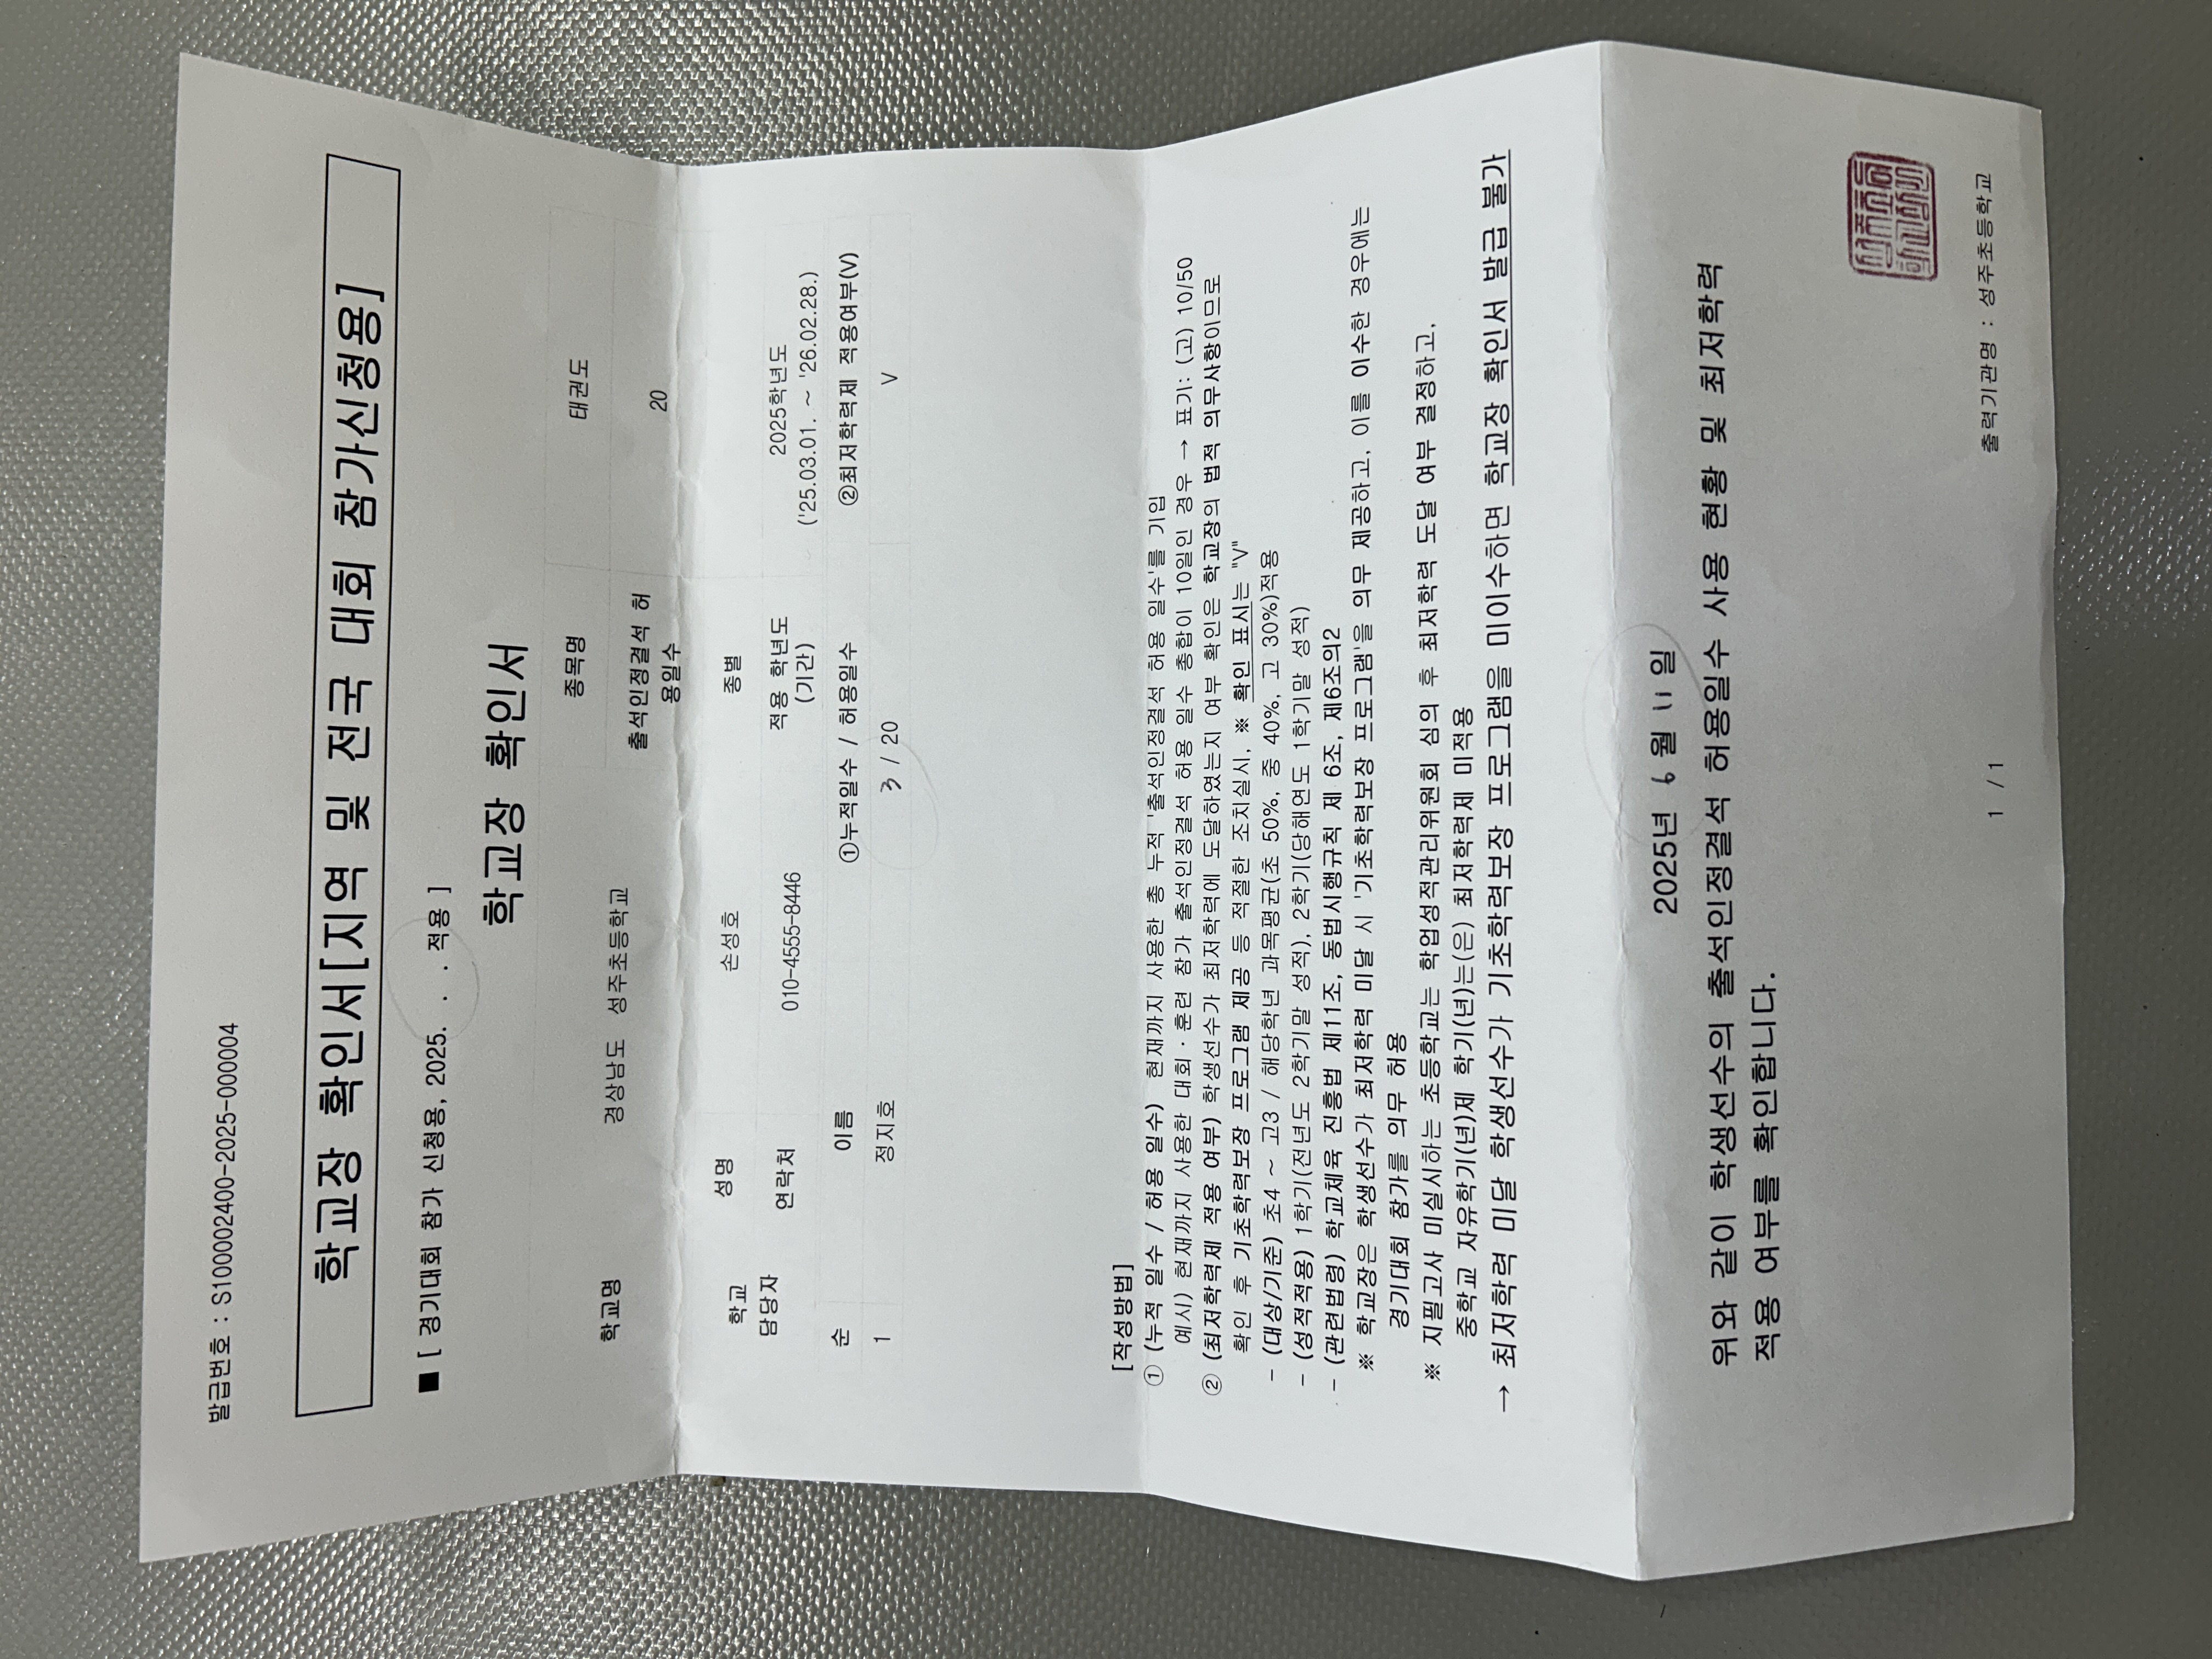 발급번호 : S100002400-2025-000004
학교장 확인서[지역 및 전국 대회 참가신청용]
■ [ 경기대회 참가 신청용, 2025. . . 적용 ]
학교장 확인서
학교명 경상남도 성주초등학교 종목명 태권도
출석인정결석 허용일수 20
학교 담당자 성명 손성호 종별
연락처 010-4555-8446 적용 학년도 (기간) 2025학년도 ('25.03.01. ~ '26.02.28.)
순 이름 ①누적일수 / 허용일수 ②최저학력제 적용여부(V)
1 정지호 3 / 20 V
[작성방법]
① (누적 일수 / 허용 일수) 현재까지 사용한 총 누적 '출석인정결석 허용 일수'를 기입
예시) 현재까지 사용한 대회·훈련 참가 출석인정결석 허용 일수 총합이 10일인 경우 → 표기: (고) 10/50
② (최저학력제 적용 여부) 학생선수가 최저학력에 도달하였는지 여부 확인은 학교장의 법적 의무사항이므로
확인 후 기초학력보장 프로그램 제공 등 적절한 조치실시, ※ 확인 표시는 "V"
- (대상/기준) 초4 ~ 고3 / 해당학년 과목평균(초 50%, 중 40%, 고 30%)적용
- (성적적용) 1학기(전년도 2학기말 성적), 2학기(당해연도 1학기말 성적)
- (관련법령) 학교체육 진흥법 제11조, 동법시행규칙 제 6조, 제6조의2
※ 학교장은 학생선수가 최저학력 미달 시 '기초학력보장 프로그램'을 의무 제공하고, 이를 이수한 경우에는
경기대회 참가를 의무 허용
※ 지필고사 미실시하는 초등학교는 학업성적관리위원회 심의 후 최저학력 도달 여부 결정하고,
중학교 자유학기(년)제 학기(년)는(은) 최저학력제 미적용
→ 최저학력 미달 학생선수가 기초학력보장 프로그램을 미이수하면 학교장 확인서 발급 불가
2025년 6월 11일
위와 같이 학생선수의 출석인정결석 허용일수 사용 현황 및 최저학력
적용 여부를 확인합니다.
1 / 1
출력기관명 : 성주초등학교